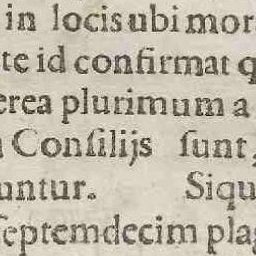 in locis ubi mor
te id confirmat q
erea plurimum a
Conſilijs ſunt,
untur. Siqu
ſeptemdecim plag